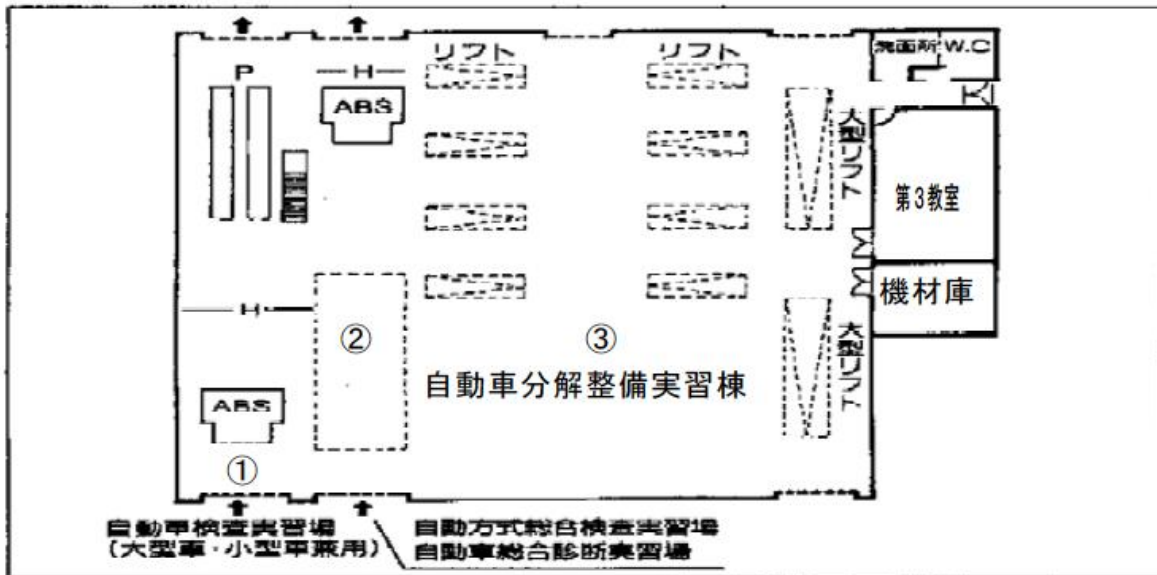 リフト
リフト
洗面所 W.C
P
H
ABS
大型リフト
第3教室
機材庫
H
②
③
自動車分解整備実習棟
大型リフト
ABS
①
自動車検査実習場
(大型車・小型車兼用)
自動方式総合検査実習場
自動車総合診断実習場